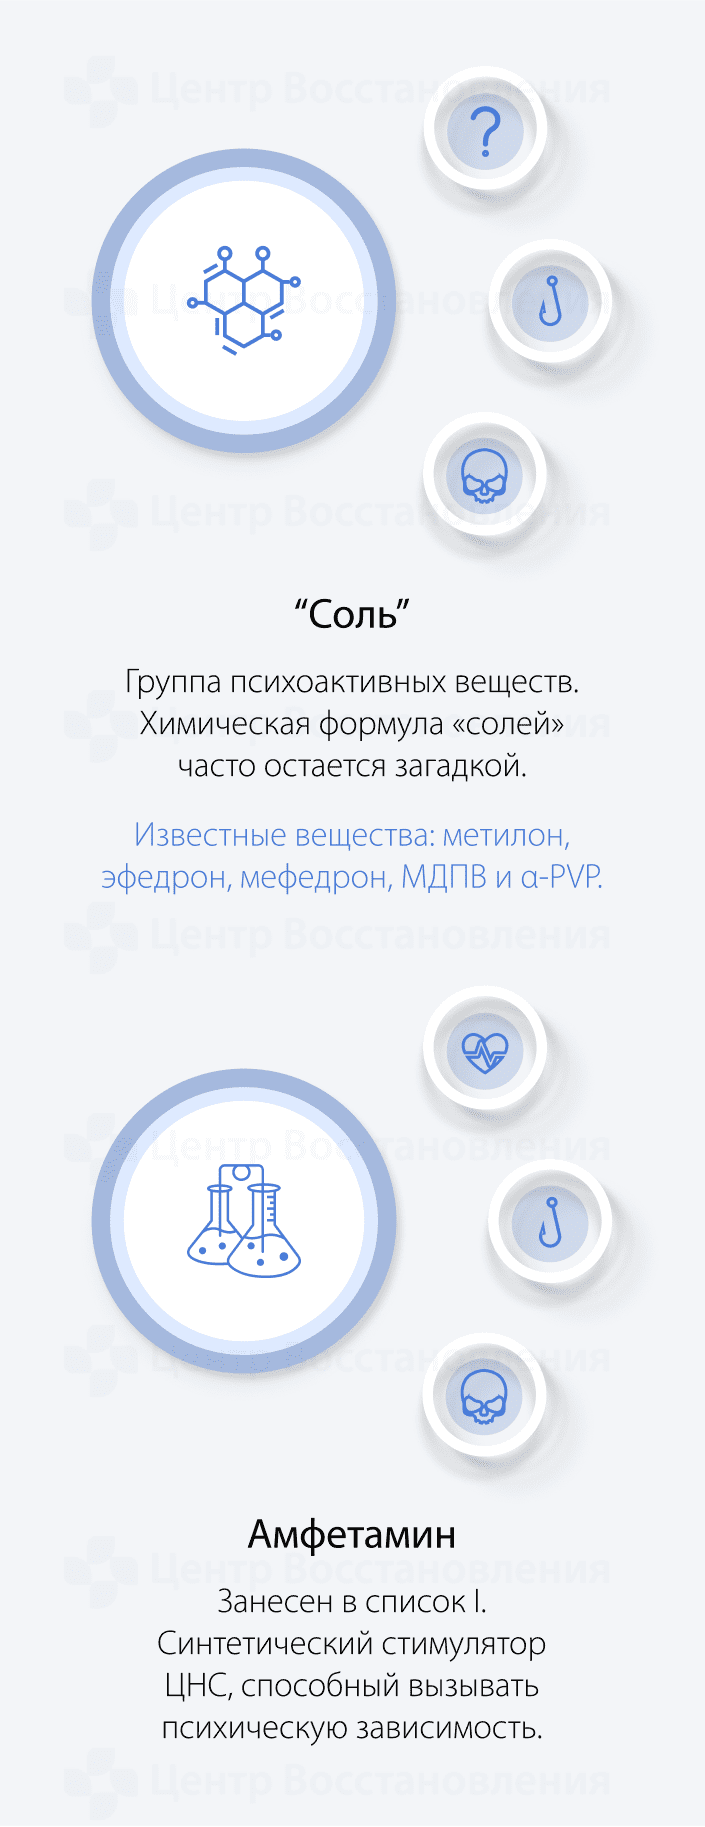 Центр Восстановления
?
Центр Восстановления
Центр Восстановления
“Соль”
Группа психоактивных веществ.
Химическая формула «солей»
часто остается загадкой.
Известные вещества: метилон,
эфедрон, мефедрон, МДПВ и α-PVP.
Центр Восстановления
Центр Восстановления
Центр Восстановления
Амфетамин
Центр Восстановления
Занесен в список I.
Синтетический стимулятор
ЦНС, способный вызывать
психическую зависимость.
Центр Восстановления